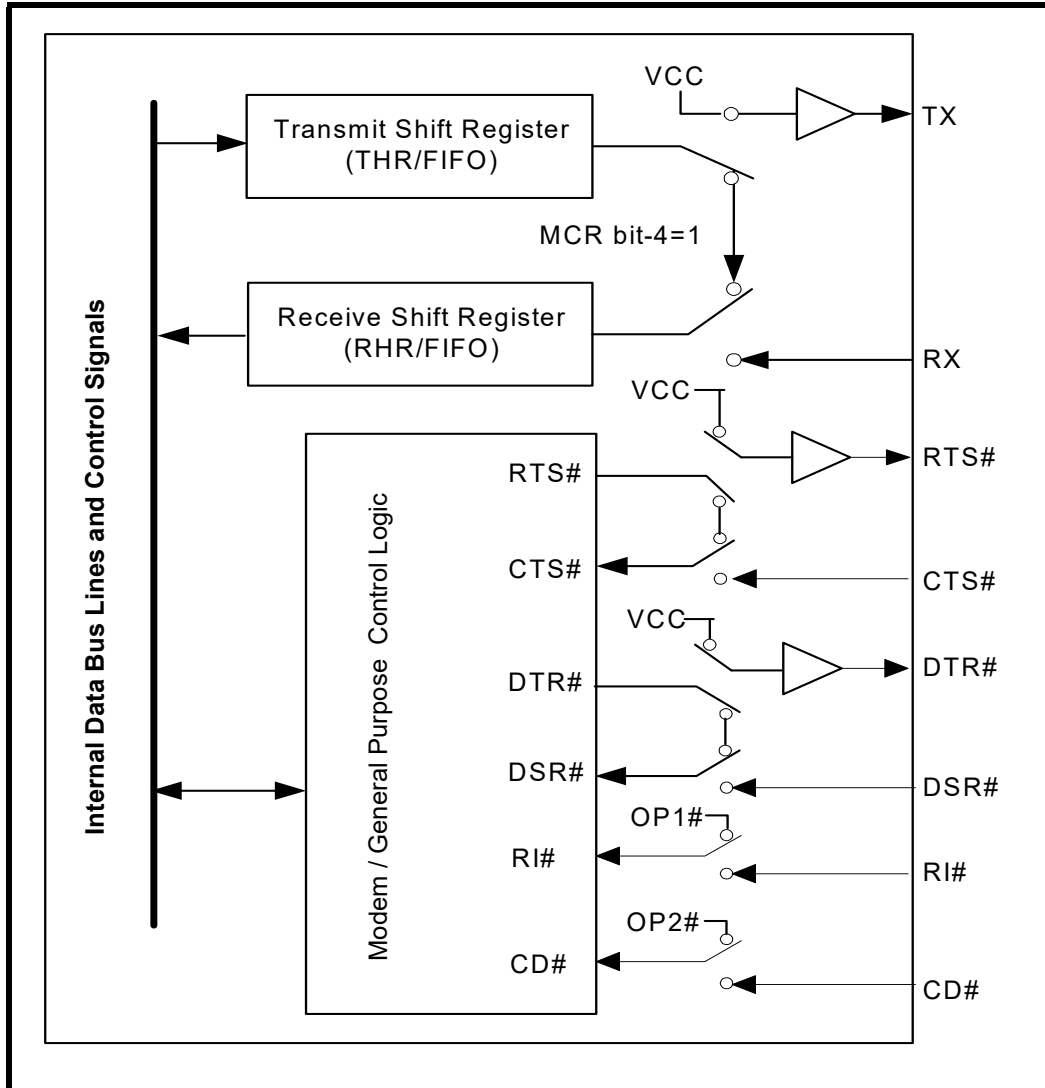 VCC
TX
Transmit Shift Register
(THR/FIFO)
MCR bit-4=1
Receive Shift Register
(RHR/FIFO)
RX
VCC
RTS#
RTS#
CTS#
CTS#
VCC
DTR#
DTR#
DSR#
DSR#
OP1#
RI#
RI#
OP2#
CD#
CD#
Internal Data Bus Lines and Control Signals
Modem / General Purpose Control Logic